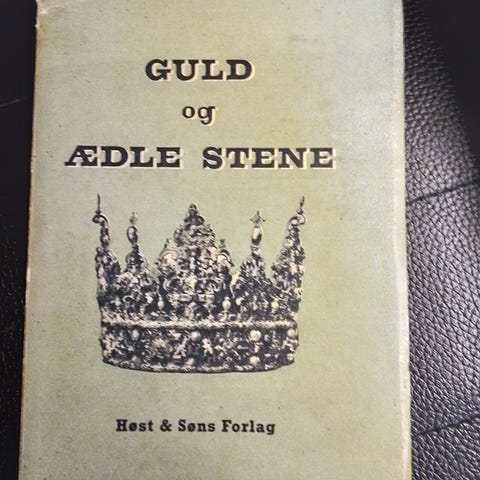 GULD
og
ÆDLE STENE
Høst & Søns Forlag